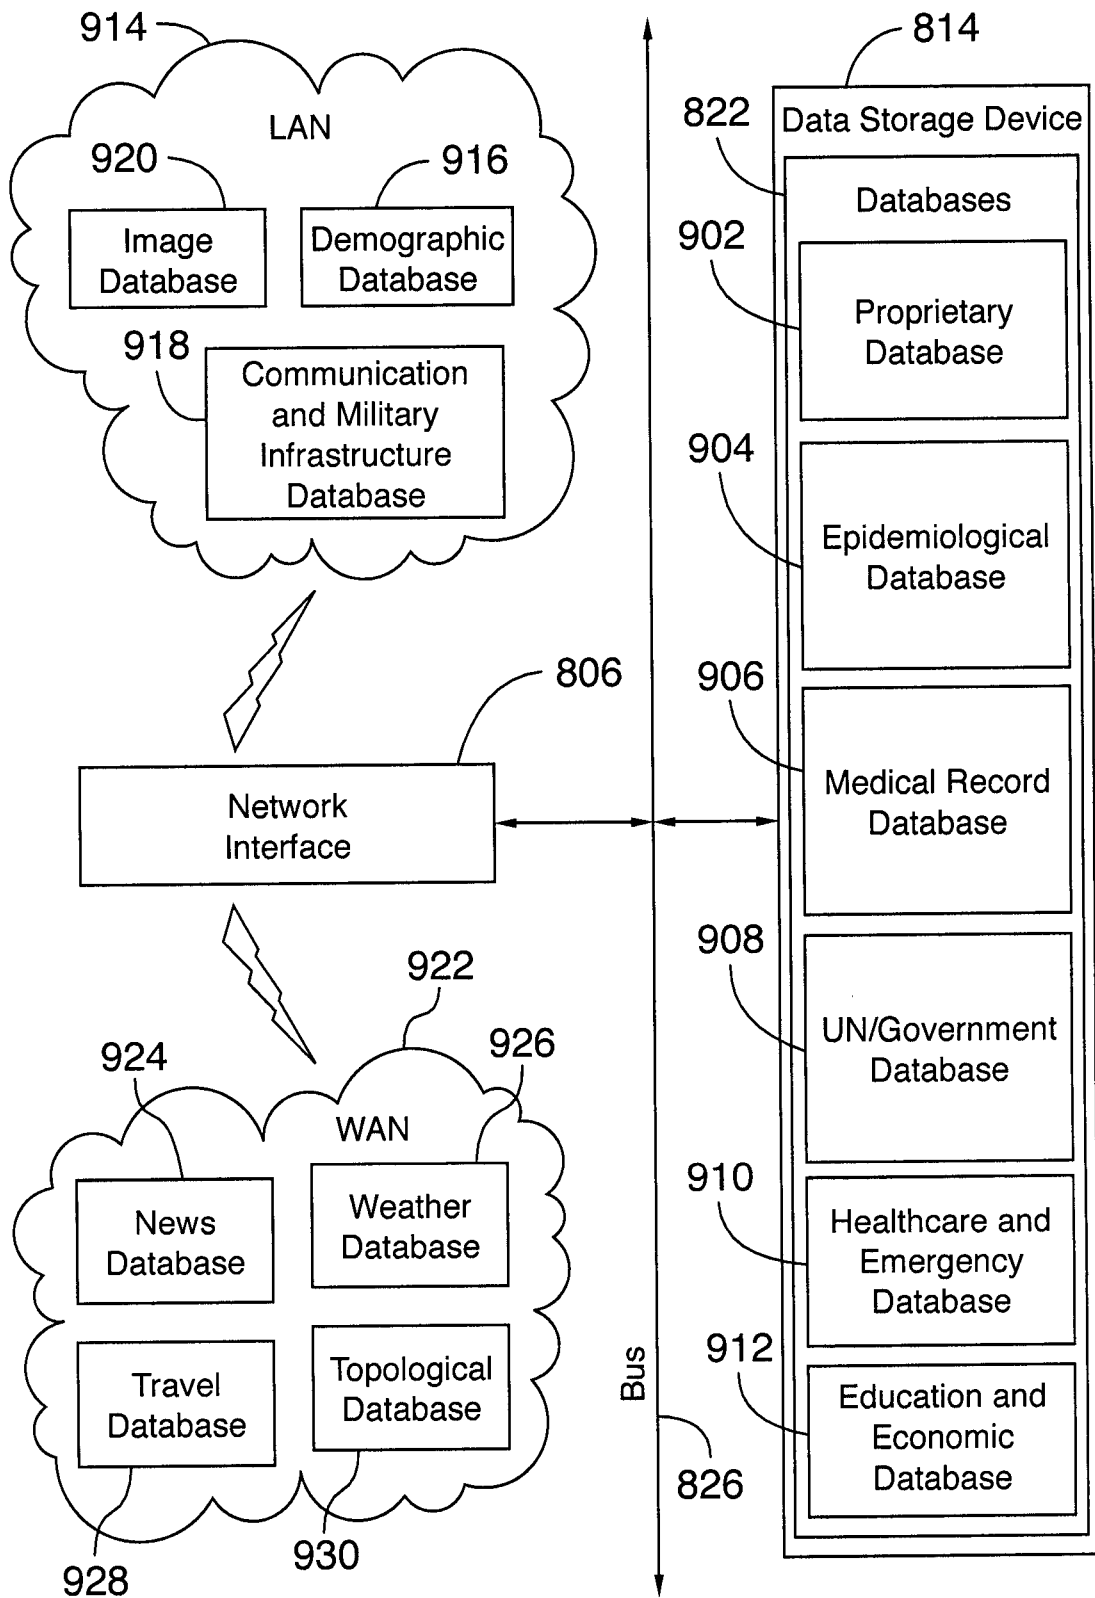 914
LAN
920
916
Image
Database
Demographic
Database
918
Communication
and Military
Infrastructure
Database
806
Network
Interface
922
924
926
WAN
News
Database
Weather
Database
Travel
Database
Topological
Database
928
930
Bus
826
814
Data Storage Device
822
Databases
902
Proprietary
Database
904
Epidemiological
Database
906
Medical Record
Database
908
UN/Government
Database
910
Healthcare and
Emergency
Database
912
Education and
Economic
Database